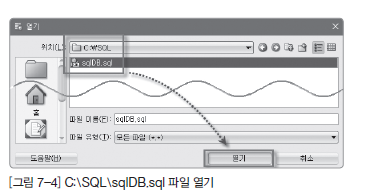 열기
위치(L): C:\SQL
sqlDB.sql
홈
파일 이름(F): sqlDB.sql
파일 유형(T): 모든 파일 (*.*)
도움말(H) 열기 취소
[그림 7-4] C:\SQL\sqlDB.sql 파일 열기